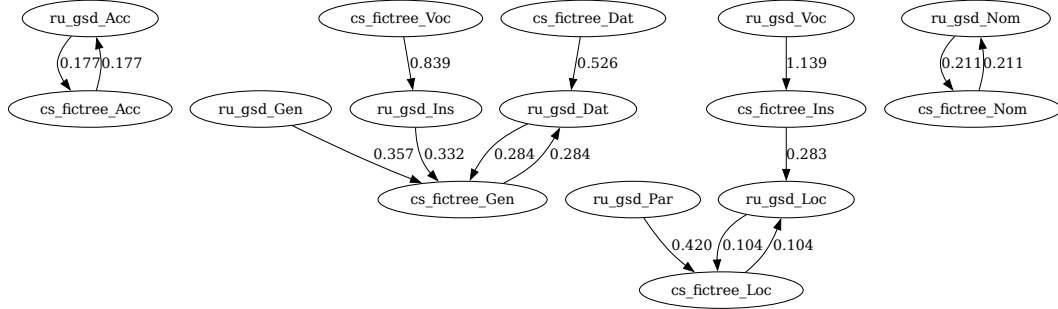 ru_gsd_Acc
cs_fictree_Voc
cs_fictree_Dat
ru_gsd_Voc
ru_gsd_Nom
0.177
0.177
0.839
0.526
1.139
0.211
0.211
cs_fictree_Acc
ru_gsd_Gen
ru_gsd_Ins
ru_gsd_Dat
cs_fictree_Ins
cs_fictree_Nom
0.357
0.332
0.284
0.284
0.283
cs_fictree_Gen
ru_gsd_Par
ru_gsd_Loc
0.420
0.104
0.104
cs_fictree_Loc